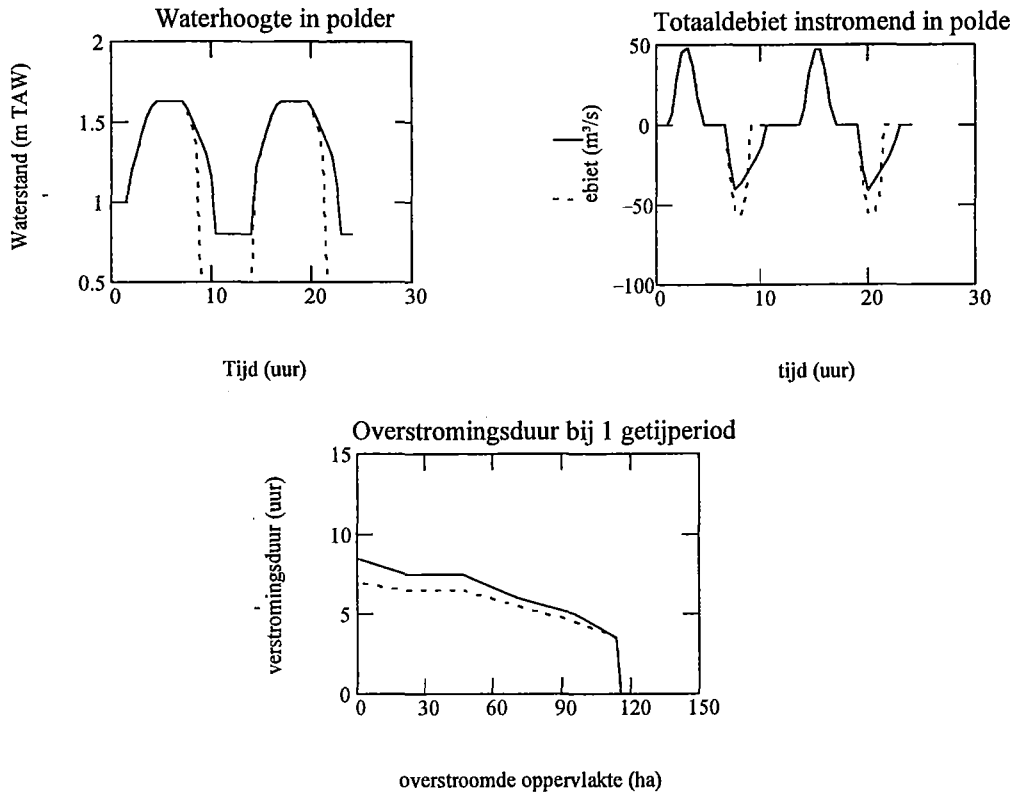 Waterhoogte in polder
Waterstand (m TAW)
2
1.5
1
0.5
0
10
20
30
Tijd (uur)
Totaaldebiet instromend in polde
ebiet (m³/s)
50
0
−50
−100
0
10
20
30
tijd (uur)
Overstromingsduur bij 1 getijperiod
verstromingsduur (uur)
15
10
5
0
0
30
60
90
120
150
overstroomde oppervlakte (ha)